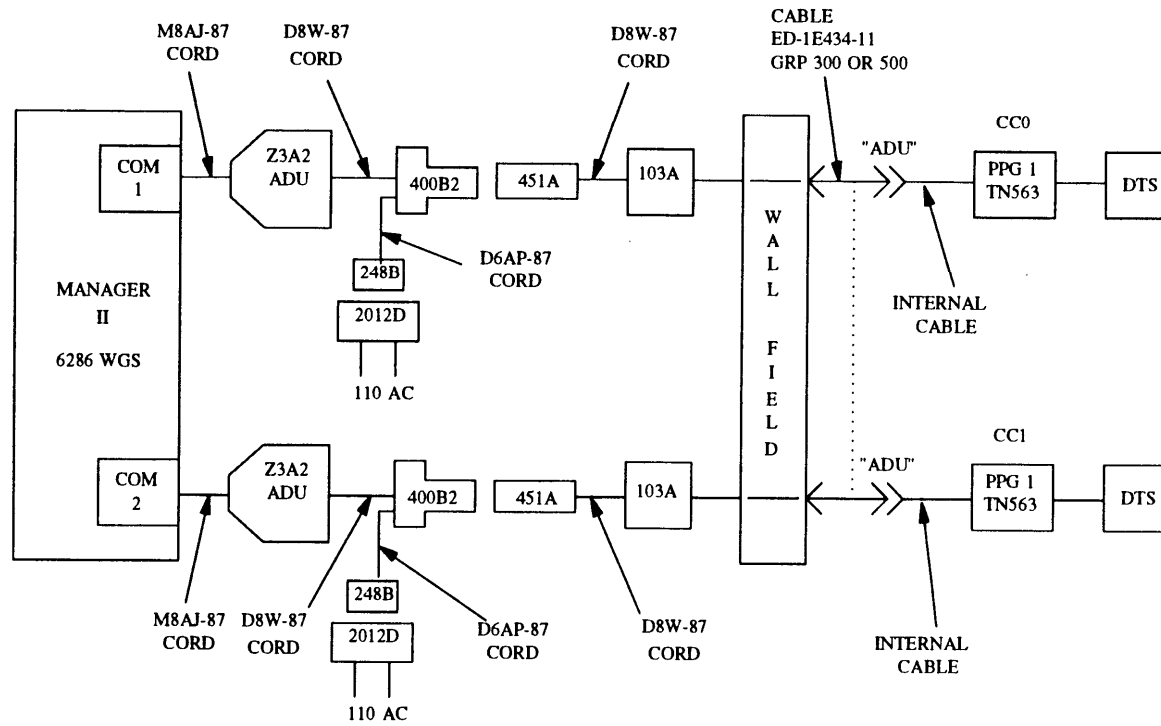 M8AJ-87
CORD
D8W-87
CORD
D8W-87
CORD
CABLE
ED-1E434-11
GRP 300 OR 500
MANAGER
II
6286 WGS
COM
1
Z3A2
ADU
400B2
451A
103A
"ADU"
CC0
PPG 1
TN563
DTS
D6AP-87
CORD
248B
2012D
110 AC
WALL FIELD
INTERNAL
CABLE
COM
2
Z3A2
ADU
400B2
451A
103A
"ADU"
CC1
PPG 1
TN563
DTS
248B
2012D
110 AC
M8AJ-87
CORD
D8W-87
CORD
D6AP-87
CORD
D8W-87
CORD
INTERNAL
CABLE